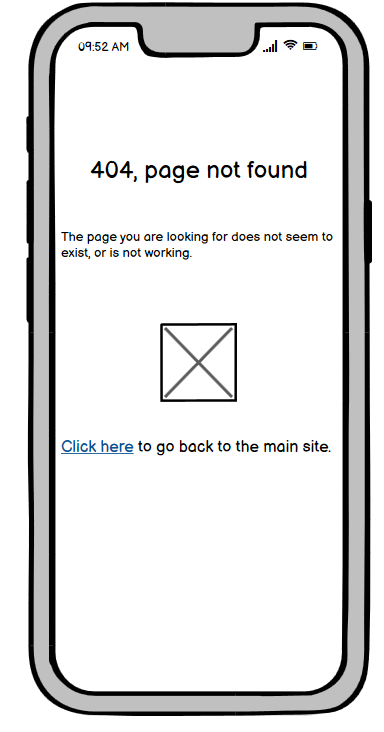 09:52 AM
404, page not found
The page you are looking for does not seem to
exist, or is not working.
Click here to go back to the main site.